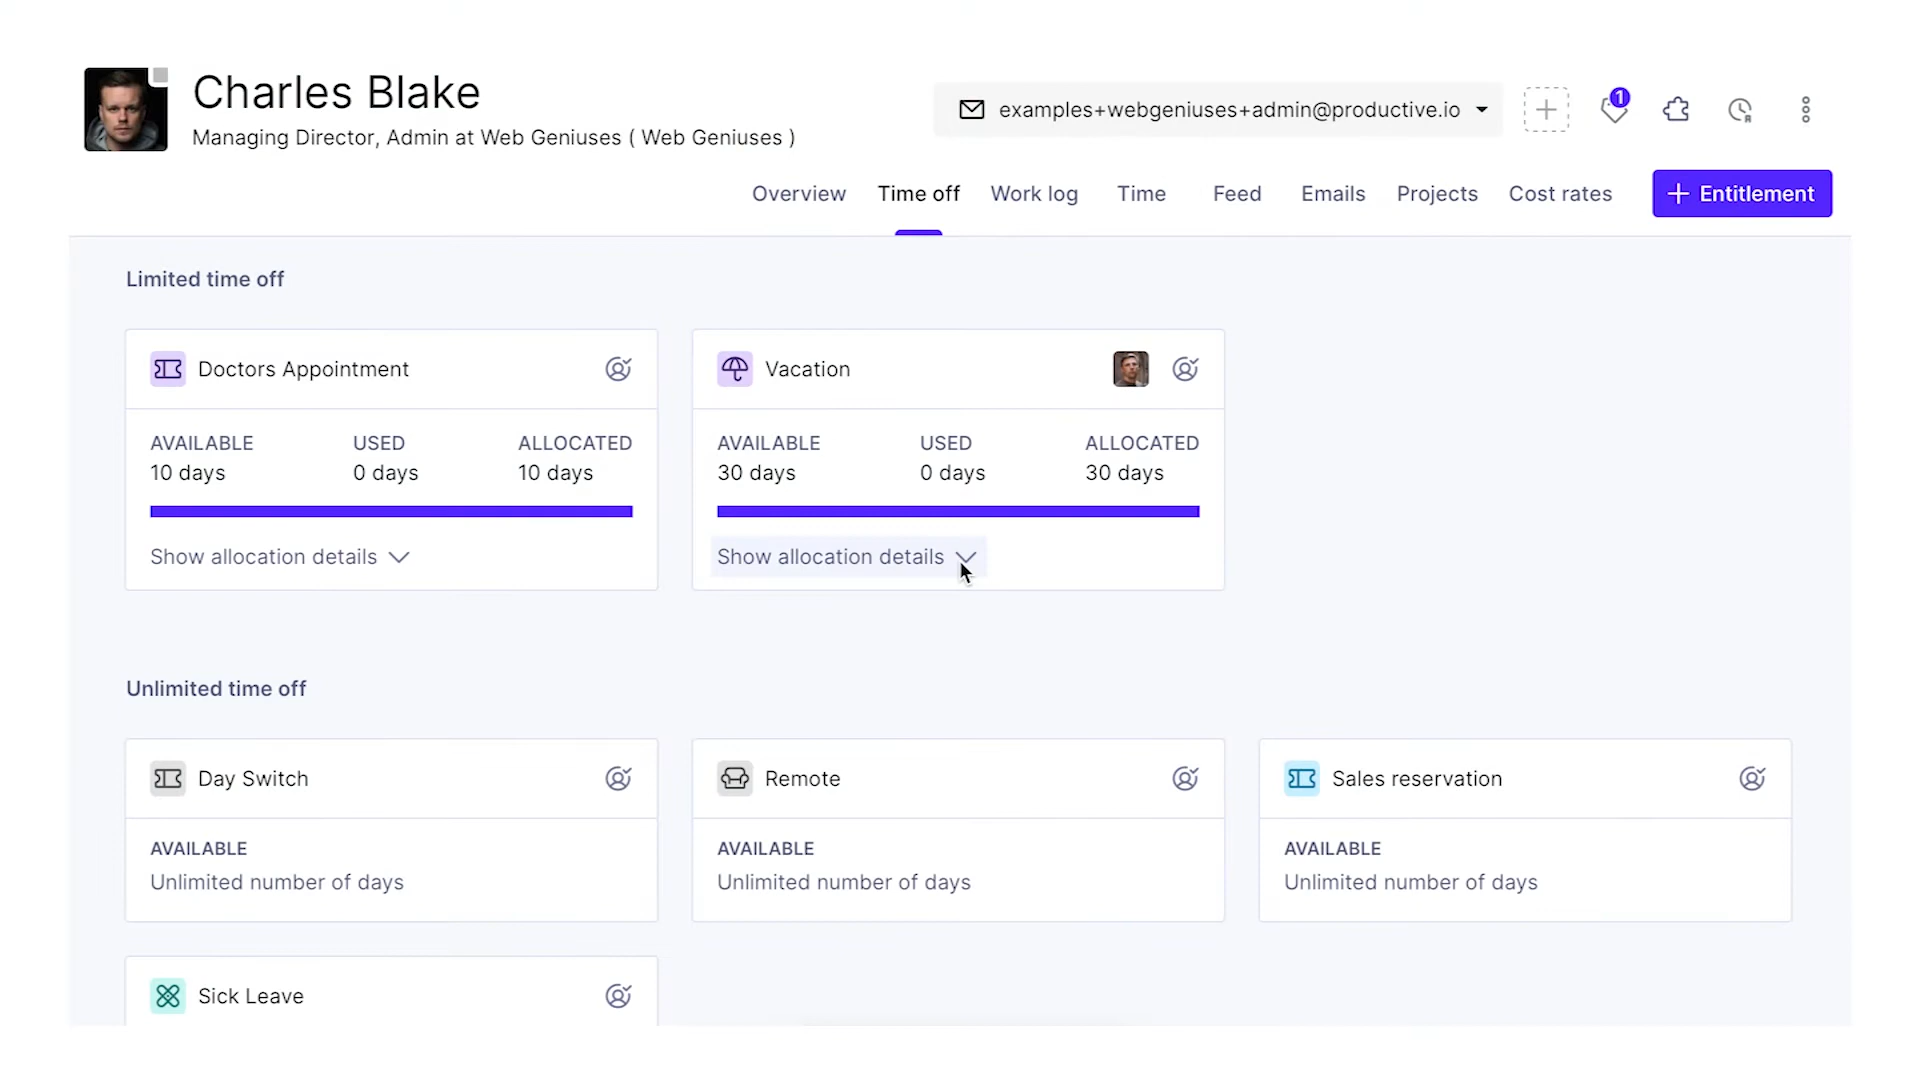 Charles Blake
Managing Director, Admin at Web Geniuses ( Web Geniuses )
examples+webgeniuses+admin@productive.io
1
Overview Time off Work log Time Feed Emails Projects Cost rates
Entitlement
Limited time off
Doctors Appointment
AVAILABLE USED ALLOCATED
10 days 0 days 10 days
Show allocation details
Vacation
AVAILABLE USED ALLOCATED
30 days 0 days 30 days
Show allocation details
Unlimited time off
Day Switch
AVAILABLE
Unlimited number of days
Remote
AVAILABLE
Unlimited number of days
Sales reservation
AVAILABLE
Unlimited number of days
Sick Leave